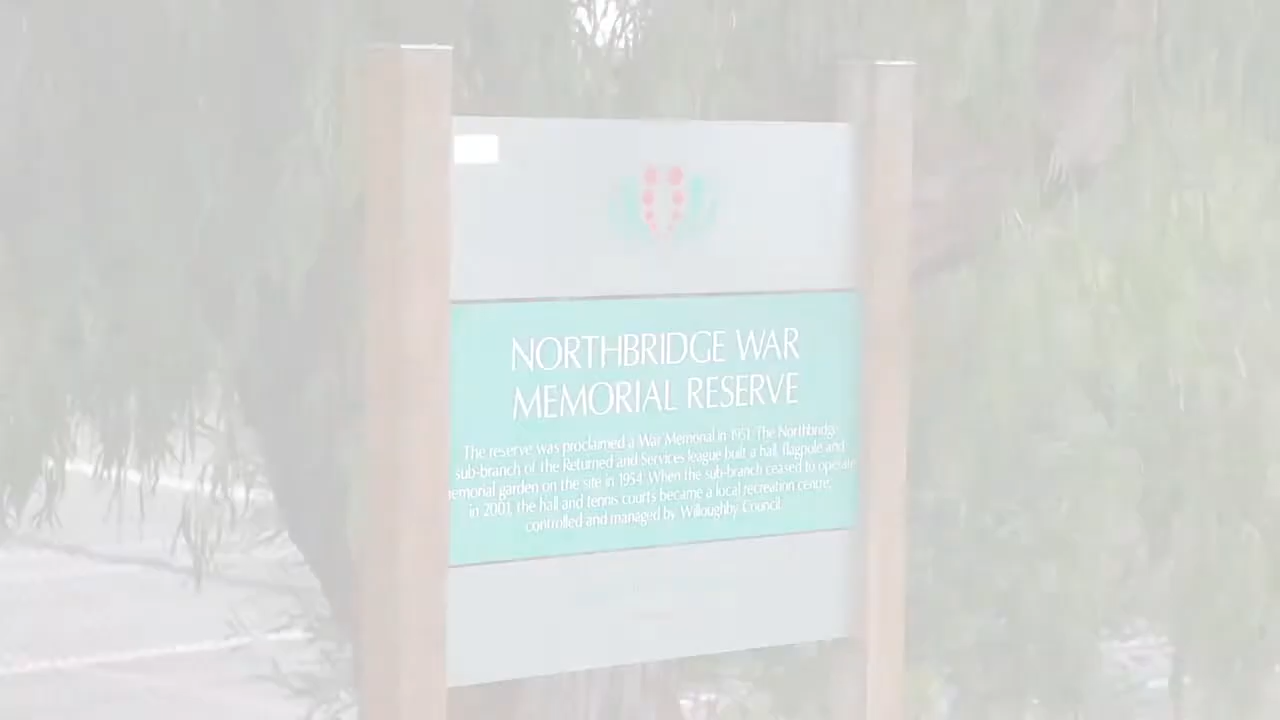 NORTHBRIDGE WAR
MEMORIAL RESERVE
The reserve was proclaimed a War Memorial in 1951. The Northbridge
sub-branch of the Returned and Services league built a hall, flagpole and
memorial garden on the site in 1954. When the sub-branch ceased to operate
in 2001, the hall and tennis courts became a local recreation centre,
controlled and managed by Willoughby Council.